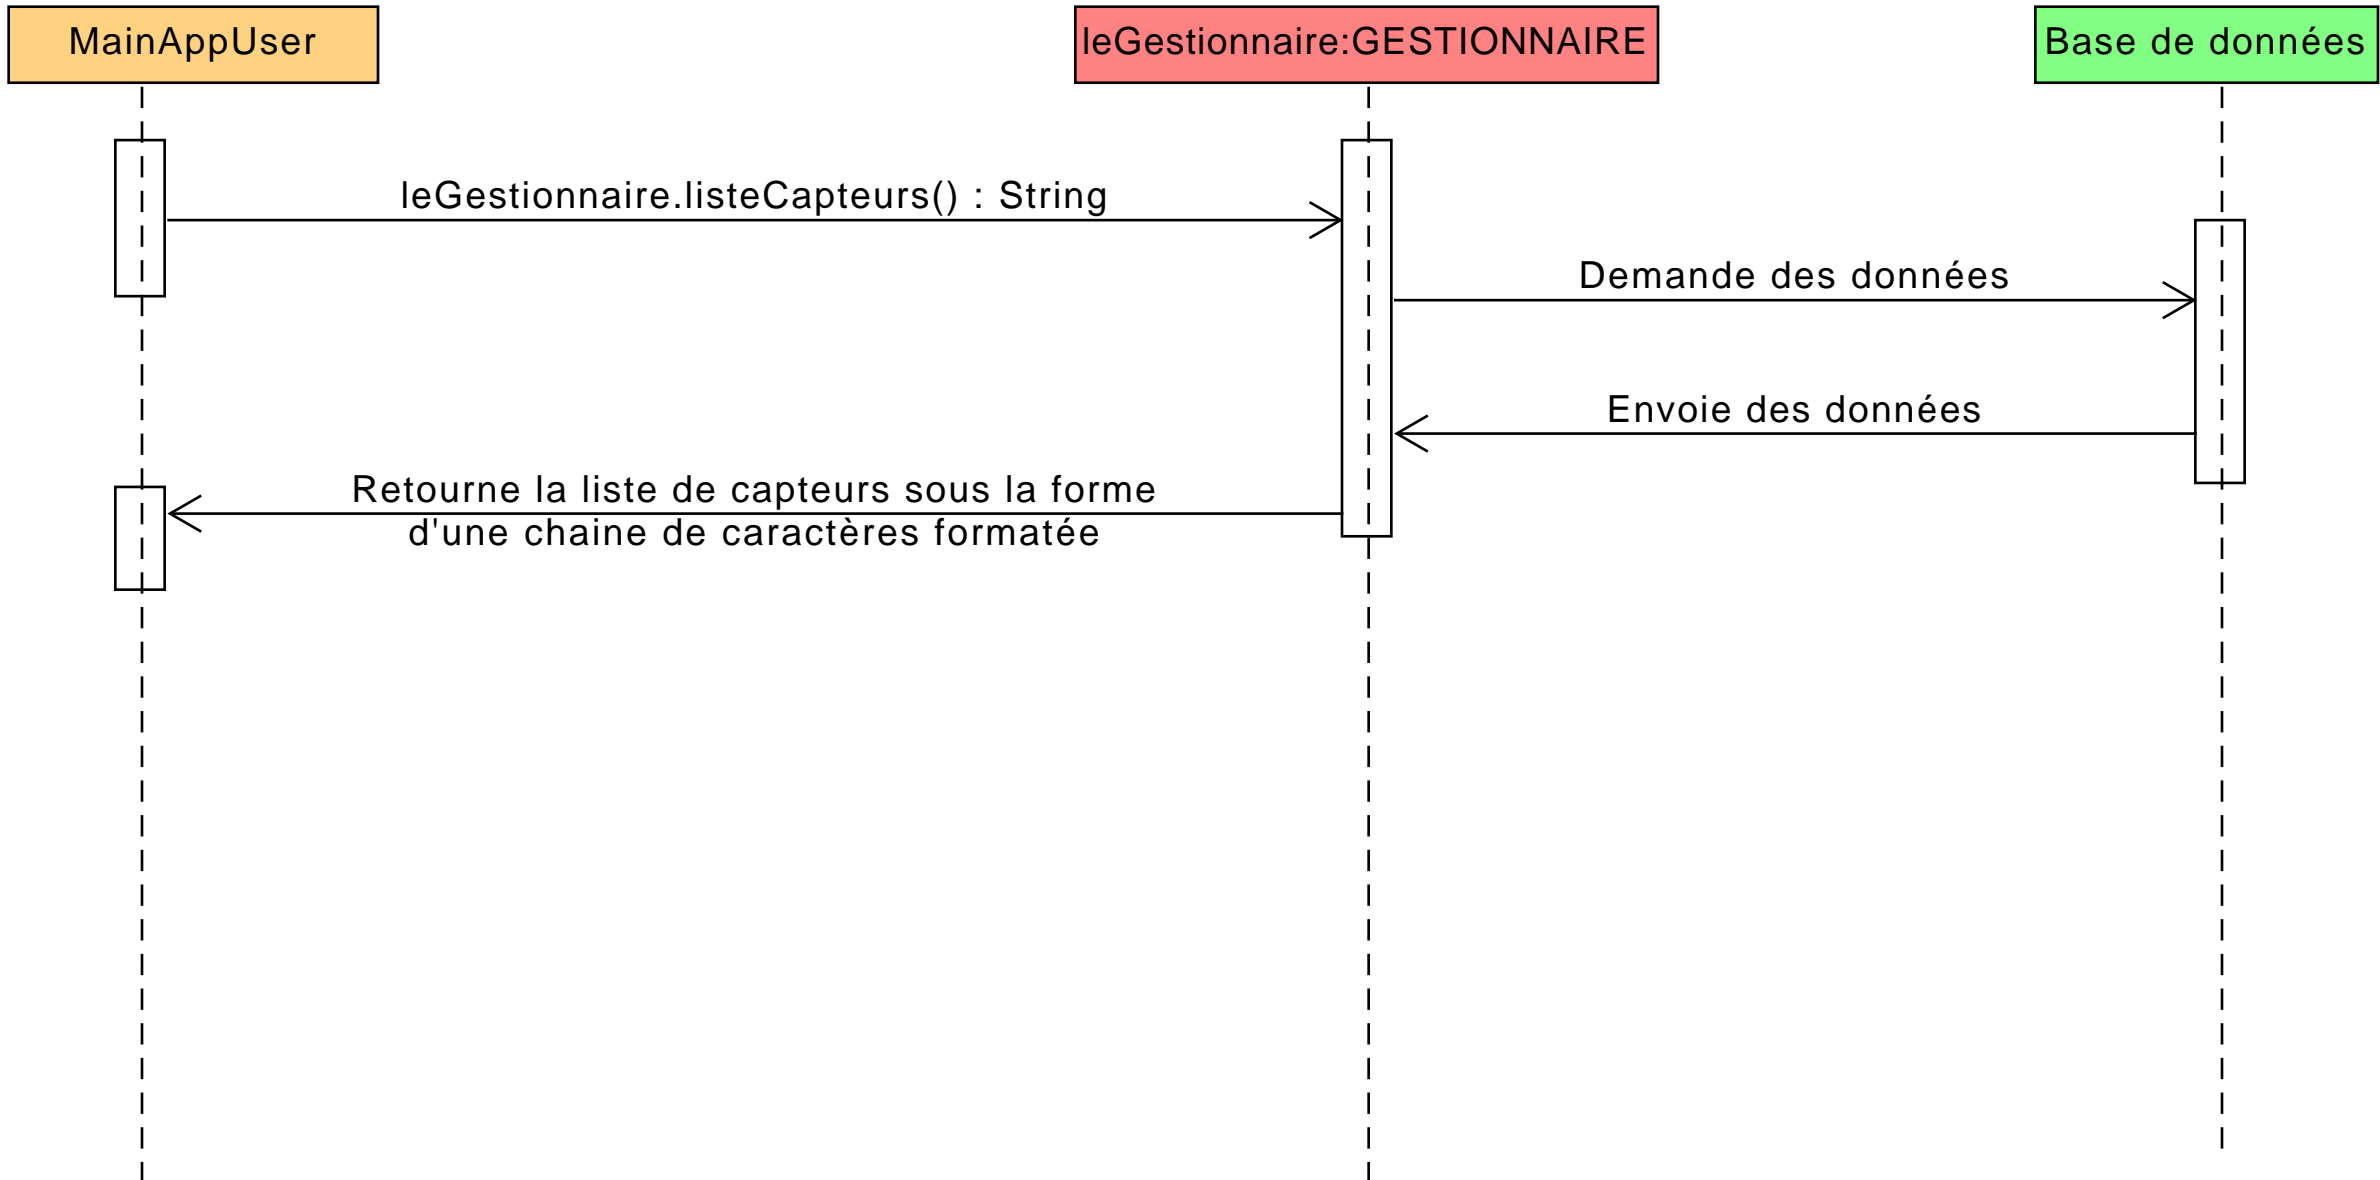 MainAppUser
leGestionnaire:GESTIONNAIRE
Base de données
leGestionnaire.listeCapteurs() : String
Demande des données
Envoie des données
Retourne la liste de capteurs sous la forme
d'une chaine de caractères formatée